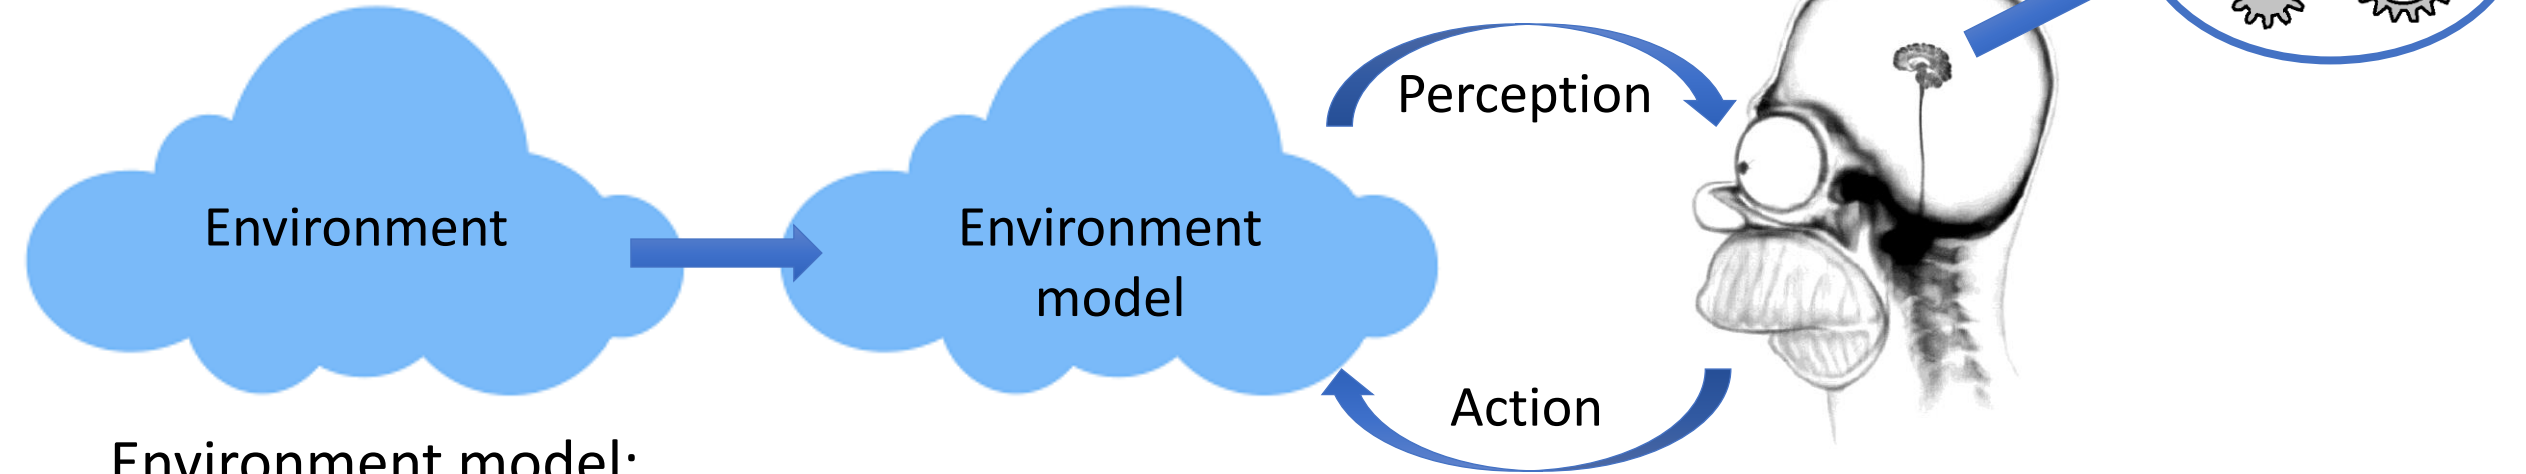 Perception
Environment
Environment
model
Action
Environment model: